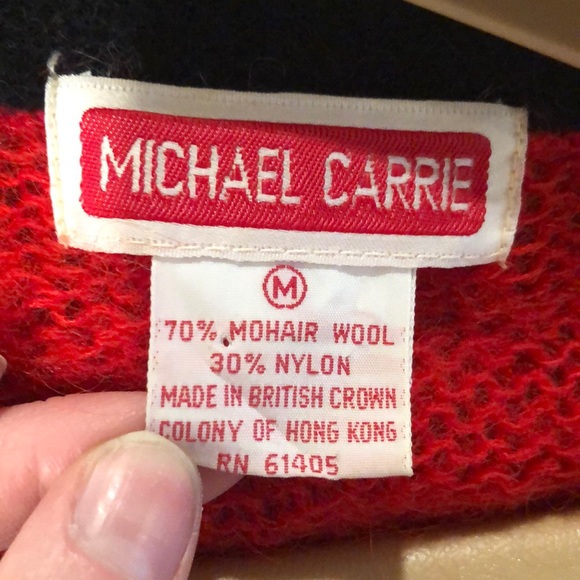 MICHAEL CARRIE
M
70% MOHAIR WOOL
30% NYLON
MADE IN BRITISH CROWN
COLONY OF HONG KONG
RN 61405